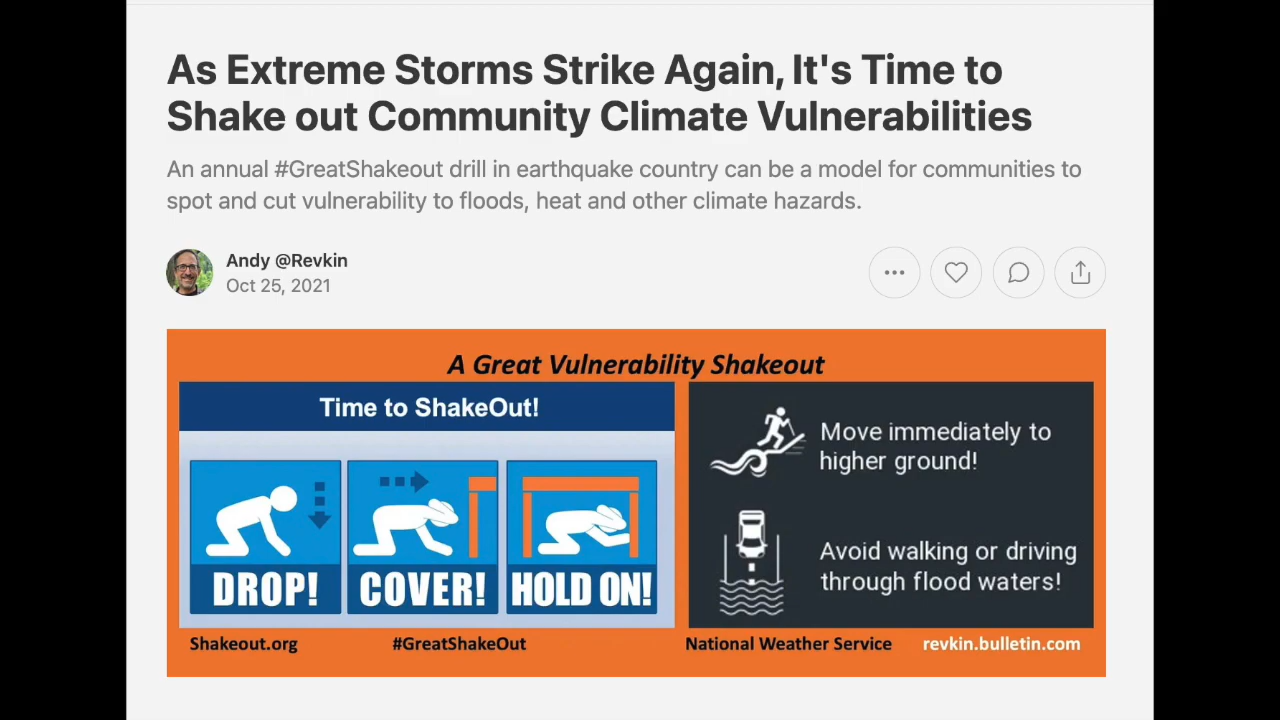 As Extreme Storms Strike Again, It's Time to
Shake out Community Climate Vulnerabilities
An annual #GreatShakeout drill in earthquake country can be a model for communities to
spot and cut vulnerability to floods, heat and other climate hazards.
Andy @Revkin
Oct 25, 2021
A Great Vulnerability Shakeout
Time to ShakeOut!
DROP!
COVER!
HOLD ON!
Move immediately to
higher ground!
Avoid walking or driving
through flood waters!
Shakeout.org
#GreatShakeOut
National Weather Service
revkin.bulletin.com